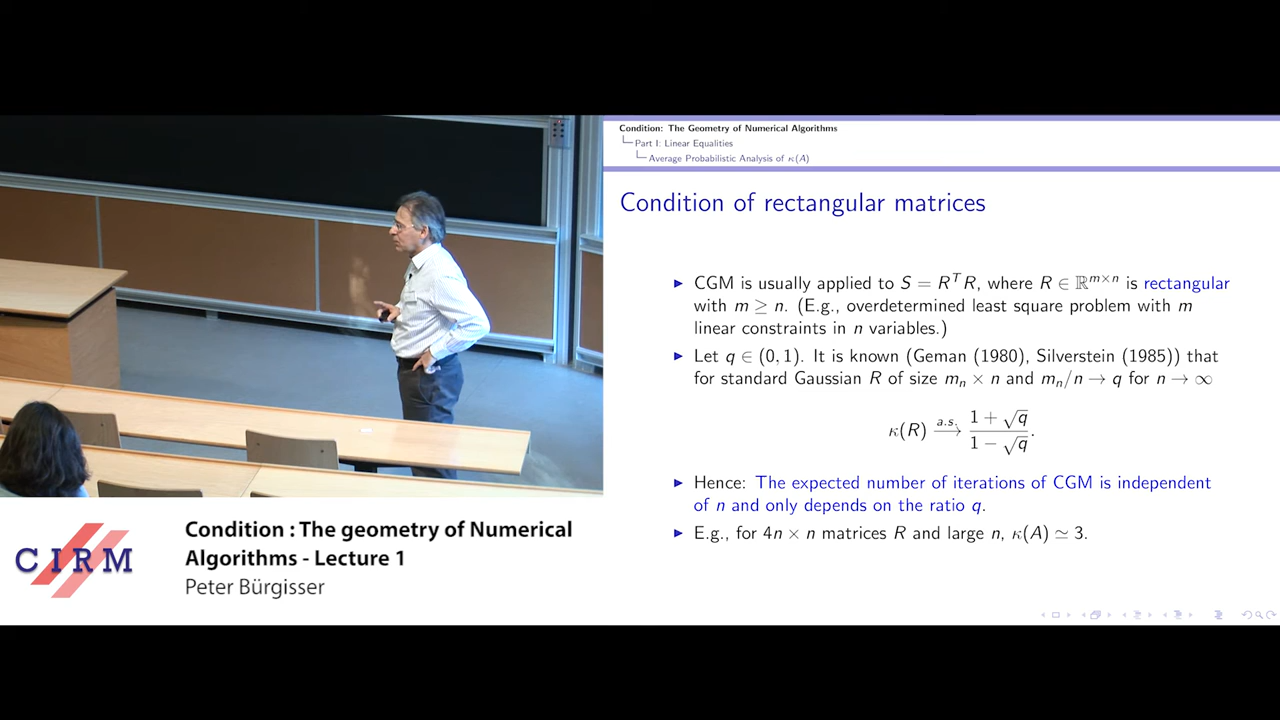 Condition: The Geometry of Numerical Algorithms
Part I: Linear Equalities
Average Probabilistic Analysis of κ(A)
Condition of rectangular matrices
CGM is usually applied to S = RᵀR, where R ∈ ℝᵐˣⁿ is rectangular
with m ≥ n. (E.g., overdetermined least square problem with m
linear constraints in n variables.)
Let q ∈ (0, 1). It is known (Geman (1980), Silverstein (1985)) that
for standard Gaussian R of size mₙ × n and mₙ/n → q for n → ∞
κ(R) —a.s.→ (1 + √q)/(1 − √q).
Hence: The expected number of iterations of CGM is independent
of n and only depends on the ratio q.
E.g., for 4n × n matrices R and large n, κ(A) ≃ 3.
CIRM
Condition : The geometry of Numerical
Algorithms - Lecture 1
Peter Bürgisser